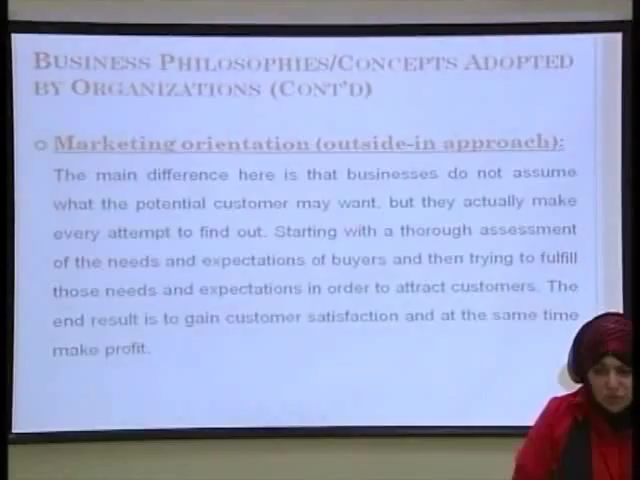 BUSINESS PHILOSOPHIES/CONCEPTS ADOPTED
BY ORGANIZATIONS (CONT'D)
Marketing orientation (outside-in approach):
The main difference here is that businesses do not assume
what the potential customer may want, but they actually make
every attempt to find out. Starting with a thorough assessment
of the needs and expectations of buyers and then trying to fulfill
those needs and expectations in order to attract customers. The
end result is to gain customer satisfaction and at the same time
make profit.